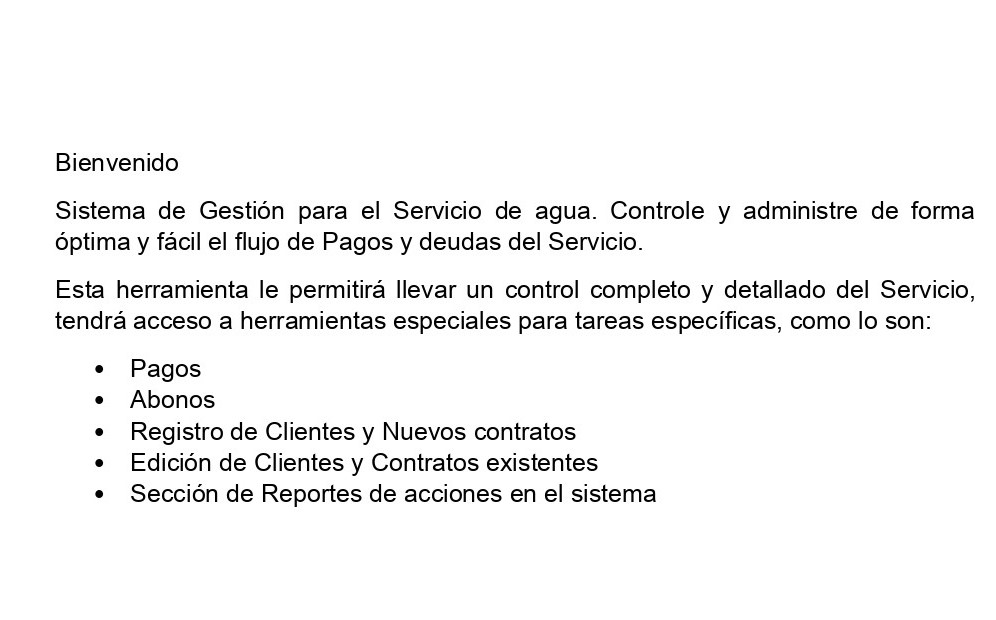 Bienvenido
Sistema de Gestión para el Servicio de agua. Controle y administre de forma
óptima y fácil el flujo de Pagos y deudas del Servicio.
Esta herramienta le permitirá llevar un control completo y detallado del Servicio,
tendrá acceso a herramientas especiales para tareas específicas, como lo son:
• Pagos
• Abonos
• Registro de Clientes y Nuevos contratos
• Edición de Clientes y Contratos existentes
• Sección de Reportes de acciones en el sistema